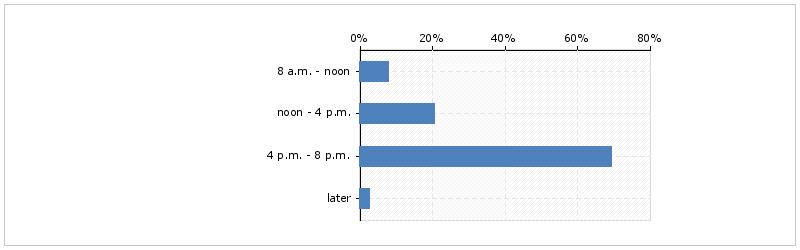 0% 20% 40% 60% 80%
8 a.m. - noon
noon - 4 p.m.
4 p.m. - 8 p.m.
later